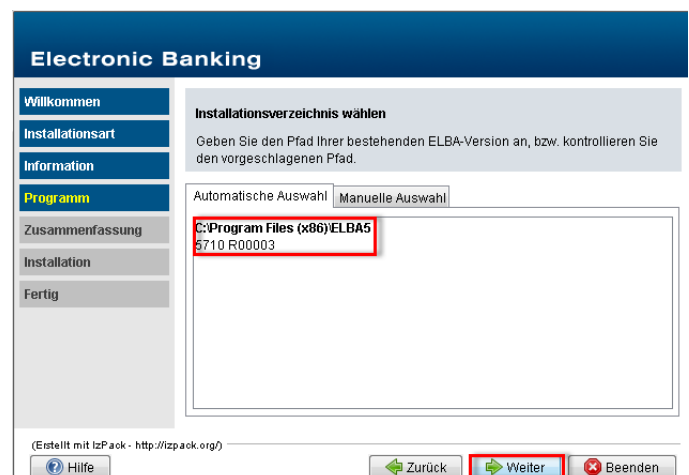 Electronic Banking
Willkommen
Installationsart
Information
Programm
Zusammenfassung
Installation
Fertig
Installationsverzeichnis wählen
Geben Sie den Pfad Ihrer bestehenden ELBA-Version an, bzw. kontrollieren Sie
den vorgeschlagenen Pfad.
Automatische Auswahl Manuelle Auswahl
C:\Program Files (x86)\ELBA5
5710 R00003
(Erstellt mit IzPack - http://izpack.org/)
Hilfe Zurück Weiter Beenden